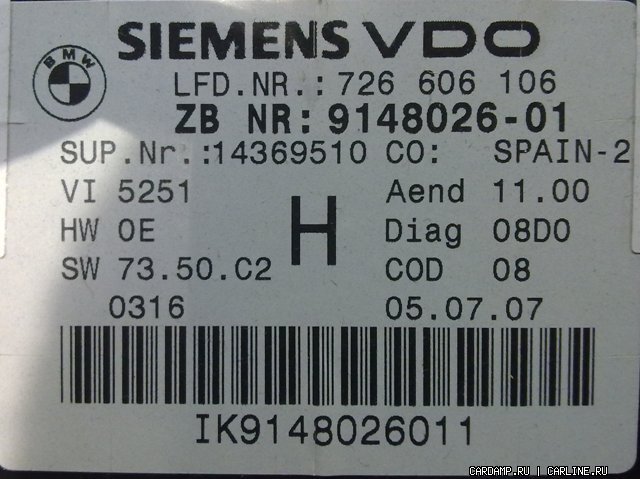 BMW
SIEMENS VDO
LFD.NR.: 726 606 106
ZB NR: 9148026-01
SUP.Nr.:14369510 CO: SPAIN-2
VI 5251 Aend 11.00
HW 0E H Diag 08D0
SW 73.50.C2 COD 08
0316 05.07.07
IK9148026011
CARDAMP.RU | CARLINE.RU